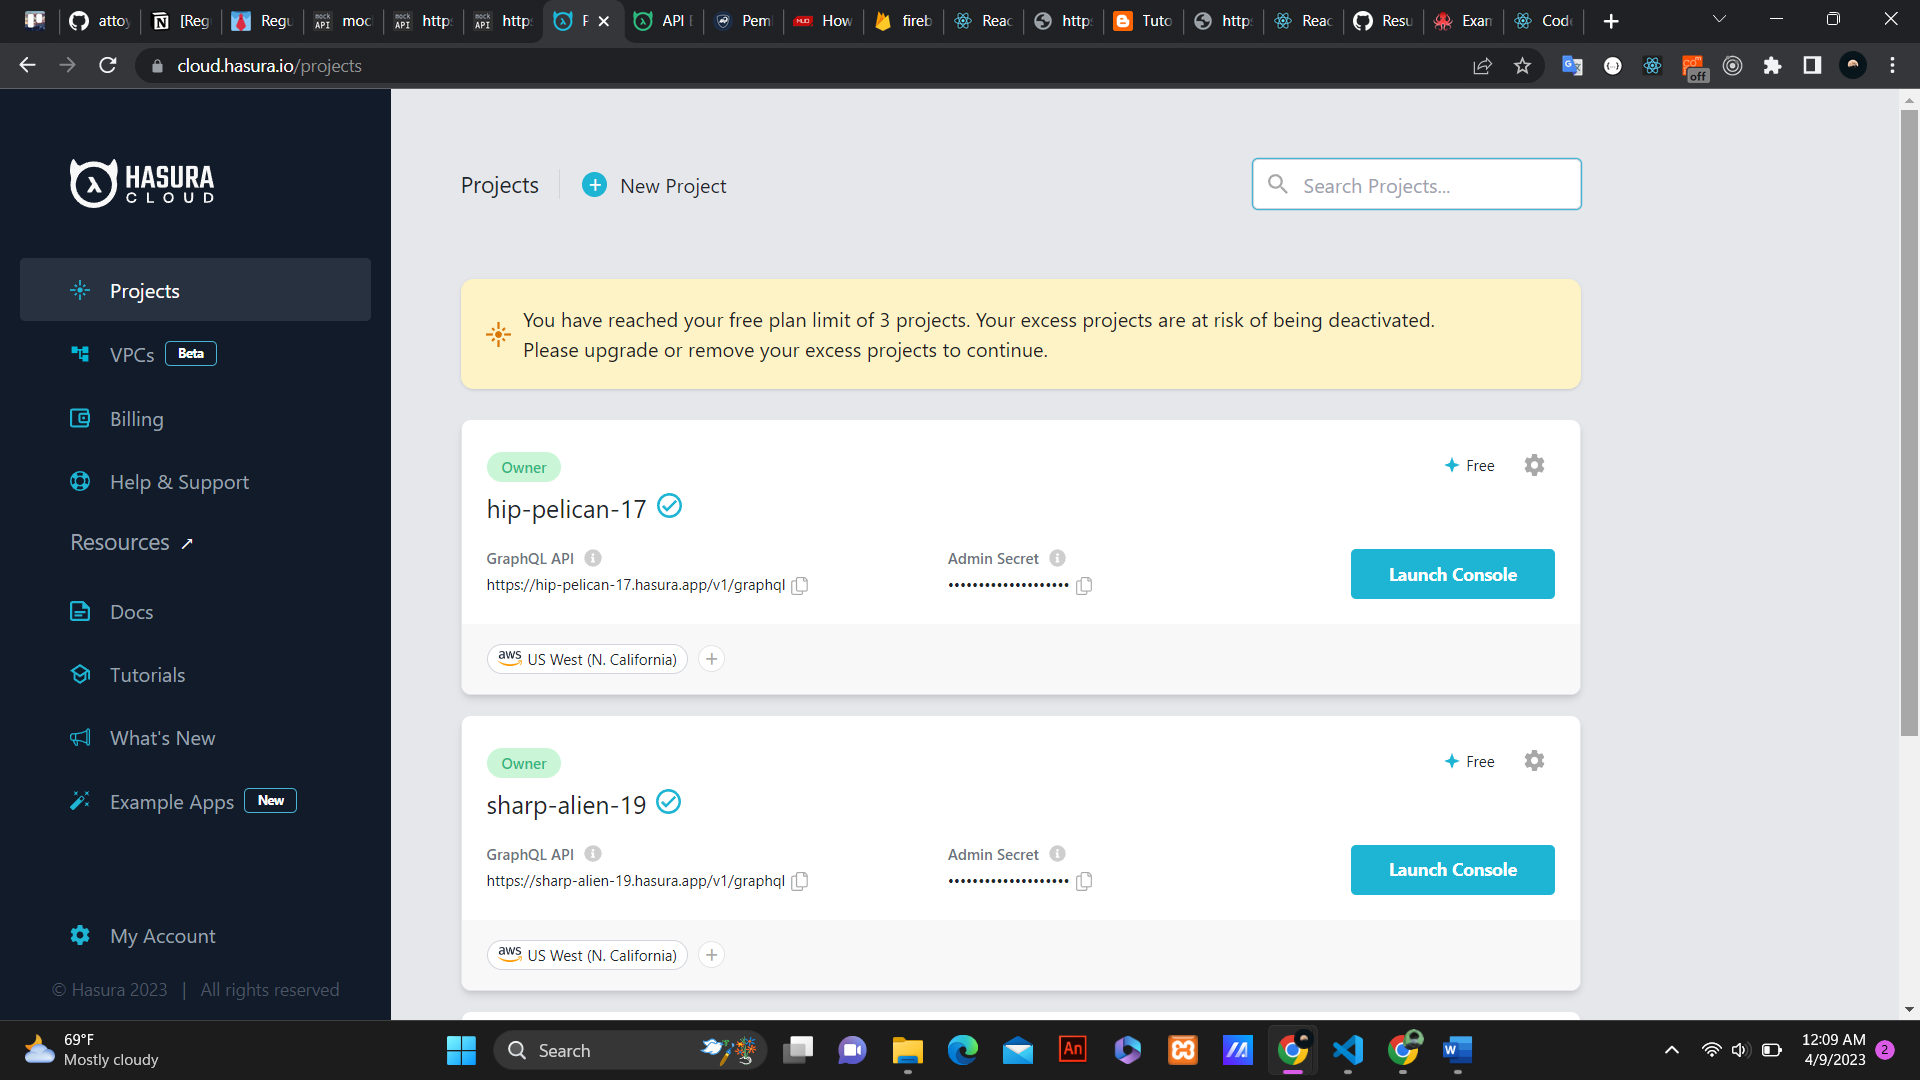 atto
[Reg
Regu
moc
http
http
P
API E
Pem
How
fireb
Reac
http
Tuto
http
Reac
Resu
Exam
Code
cloud.hasura.io/projects
off
HASURA
CLOUD
Projects
VPCs Beta
Billing
Help & Support
Resources ↗
Docs
Tutorials
What's New
Example Apps New
My Account
© Hasura 2023 | All rights reserved
Projects
New Project
Search Projects...
You have reached your free plan limit of 3 projects. Your excess projects are at risk of being deactivated.
Please upgrade or remove your excess projects to continue.
Owner
Free
hip-pelican-17
GraphQL API
https://hip-pelican-17.hasura.app/v1/graphql
Admin Secret
••••••••••••••••••••
Launch Console
aws US West (N. California)
Owner
Free
sharp-alien-19
GraphQL API
https://sharp-alien-19.hasura.app/v1/graphql
Admin Secret
••••••••••••••••••••
Launch Console
aws US West (N. California)
69°F
Mostly cloudy
Search
An
W
12:09 AM
4/9/2023
2